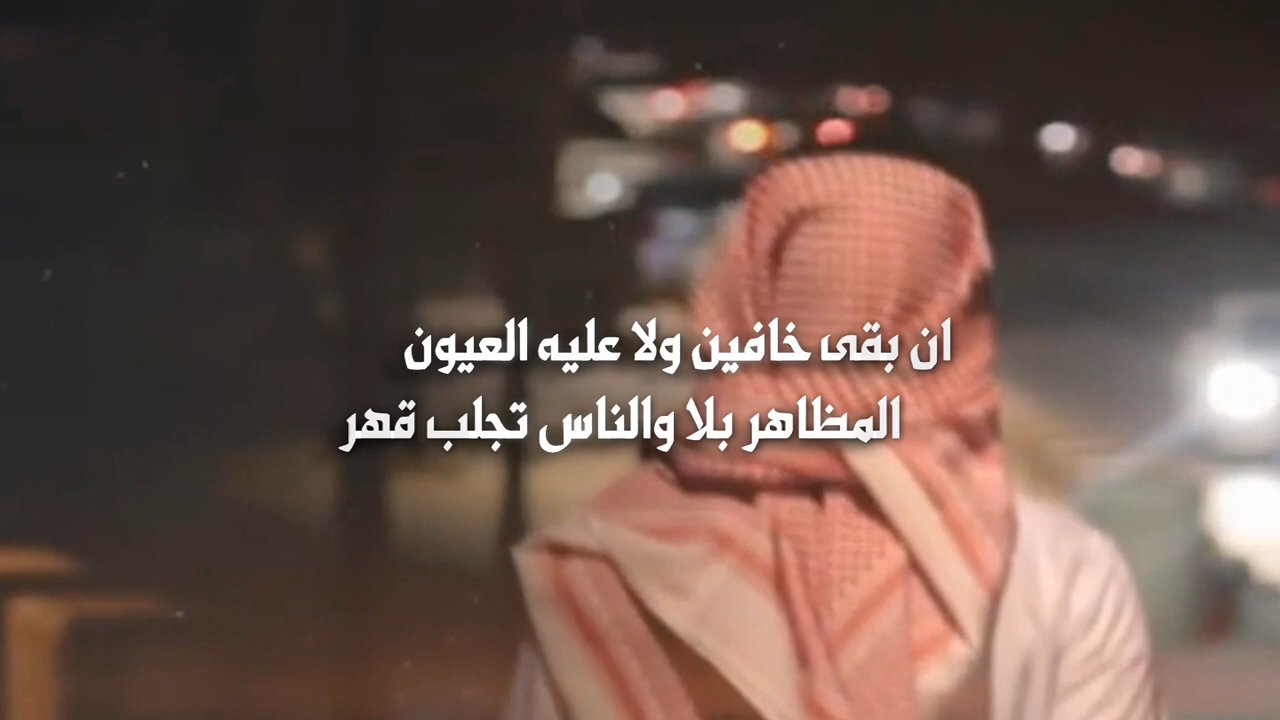 ان بقى خافين ولا عليه العيون
المظاهر بلا والناس تجلب قهر